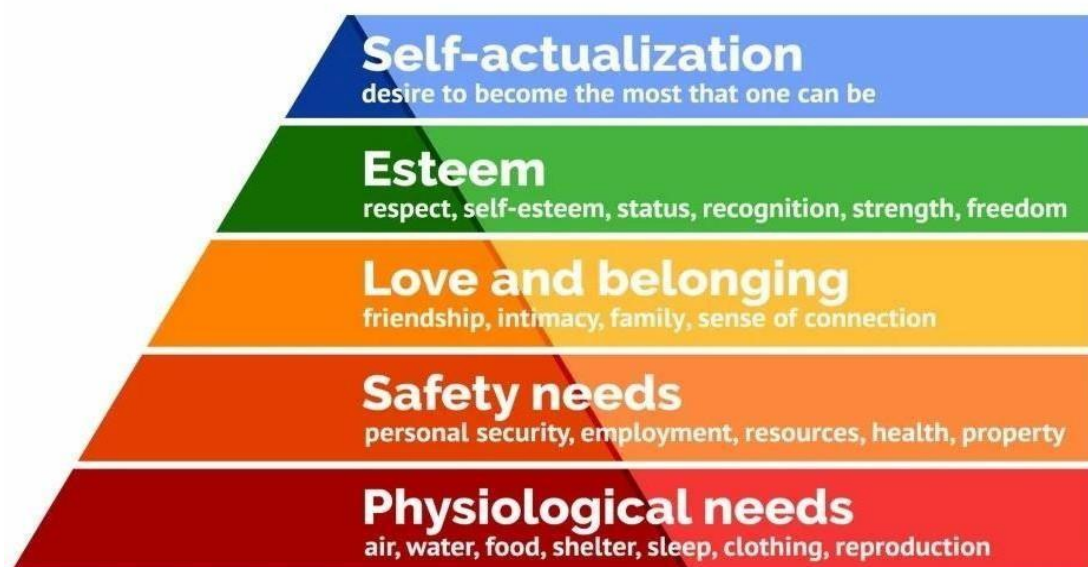 Self-actualization
desire to become the most that one can be
Esteem
respect, self-esteem, status, recognition, strength, freedom
Love and belonging
friendship, intimacy, family, sense of connection
Safety needs
personal security, employment, resources, health, property
Physiological needs
air, water, food, shelter, sleep, clothing, reproduction